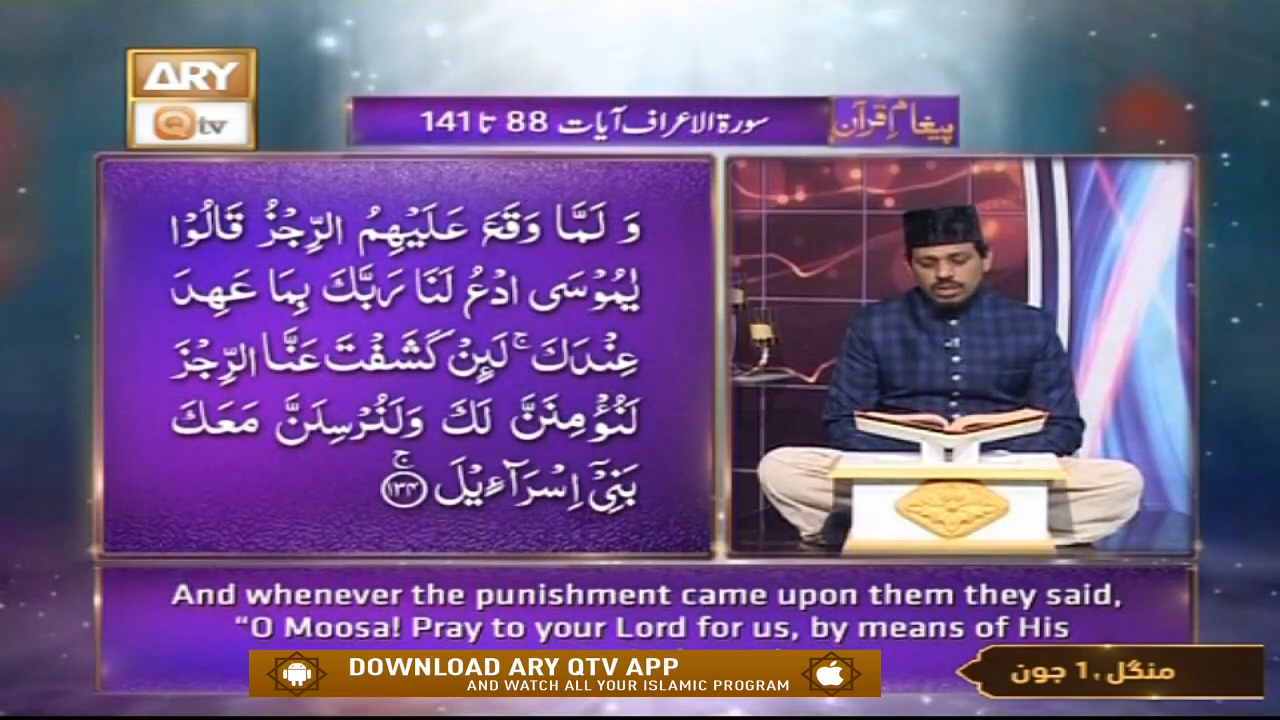 ARY
Qtv
پیغامِ قرآن
سورۃ الاعراف آیات 88 تا 141
وَ لَمَّا وَقَعَ عَلَيْهِمُ الرِّجْزُ قَالُوْا
يٰمُوْسَى ادْعُ لَنَا رَبَّكَ بِمَا عَهِدَ
عِنْدَكَ ۚ لَىِٕنْ كَشَفْتَ عَنَّا الرِّجْزَ
لَنُؤْمِنَنَّ لَكَ وَلَنُرْسِلَنَّ مَعَكَ
بَنِیْۤ اِسْرَآءِيْلَ ۚ ۱۳۴
And whenever the punishment came upon them they said,
“O Moosa! Pray to your Lord for us, by means of His
DOWNLOAD ARY QTV APP
AND WATCH ALL YOUR ISLAMIC PROGRAM
منگل، 1 جون